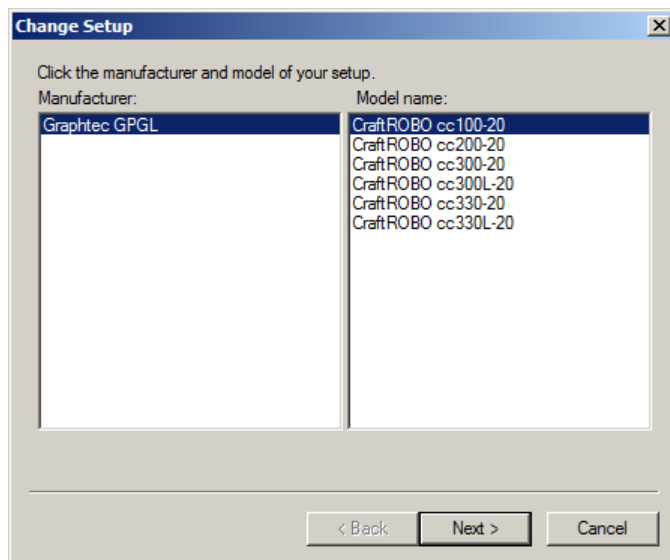 Change Setup
Click the manufacturer and model of your setup.
Manufacturer:
Model name:
Graphtec GPGL
CraftROBO cc100-20
CraftROBO cc200-20
CraftROBO cc300-20
CraftROBO cc300L-20
CraftROBO cc330-20
CraftROBO cc330L-20
< Back
Next >
Cancel